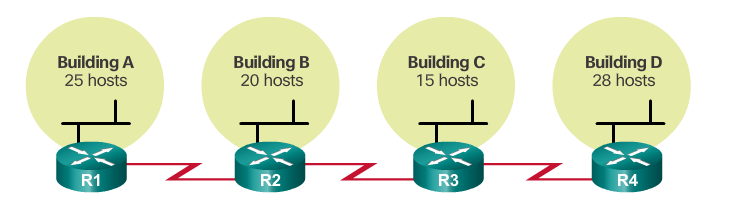 Building A
25 hosts
Building B
20 hosts
Building C
15 hosts
Building D
28 hosts
R1
R2
R3
R4